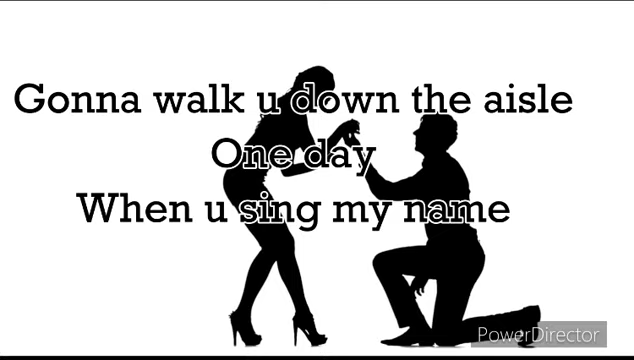 Gonna walk u down the aisle
One day
When u sing my name
PowerDirector